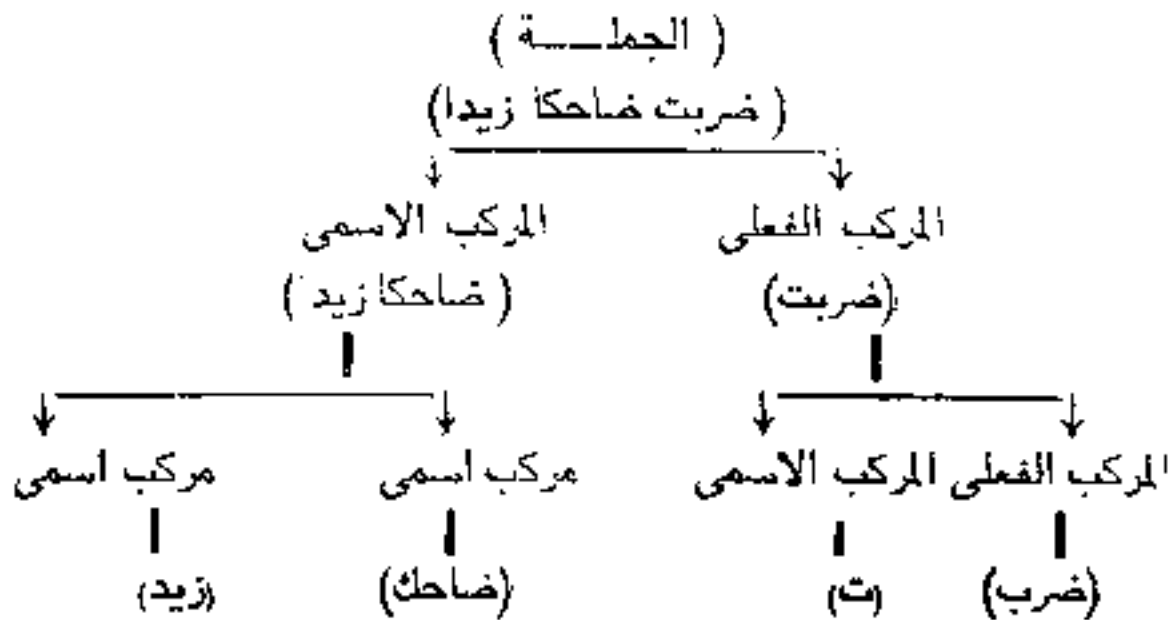 ( الجملـــــة )
( ضربت ضاحكا زيدا)
المركب الفعلى المركب الاسمى
(ضربت) ( ضاحكا زيد )
المركب الفعلى المركب الاسمى مركب اسمى مركب اسمى
(ضرب) (ت) (ضاحك) (زيد)